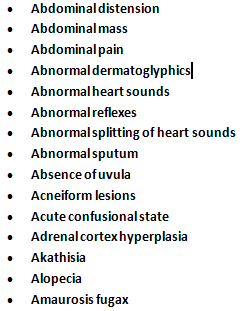 • Abdominal distension
• Abdominal mass
• Abdominal pain
• Abnormal dermatoglyphics
• Abnormal heart sounds
• Abnormal reflexes
• Abnormal splitting of heart sounds
• Abnormal sputum
• Absence of uvula
• Acneiform lesions
• Acute confusional state
• Adrenal cortex hyperplasia
• Akathisia
• Alopecia
• Amaurosis fugax